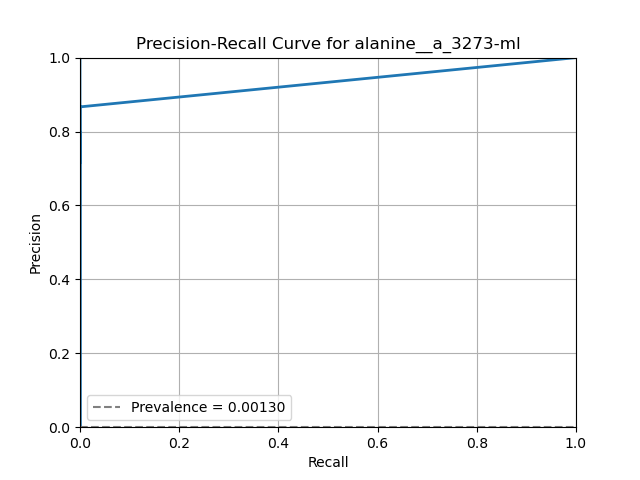 Precision-Recall Curve for alanine__a_3273-ml
1.0
0.8
0.6
0.4
0.2
0.0
Precision
Prevalence = 0.00130
0.0 0.2 0.4 0.6 0.8 1.0
Recall